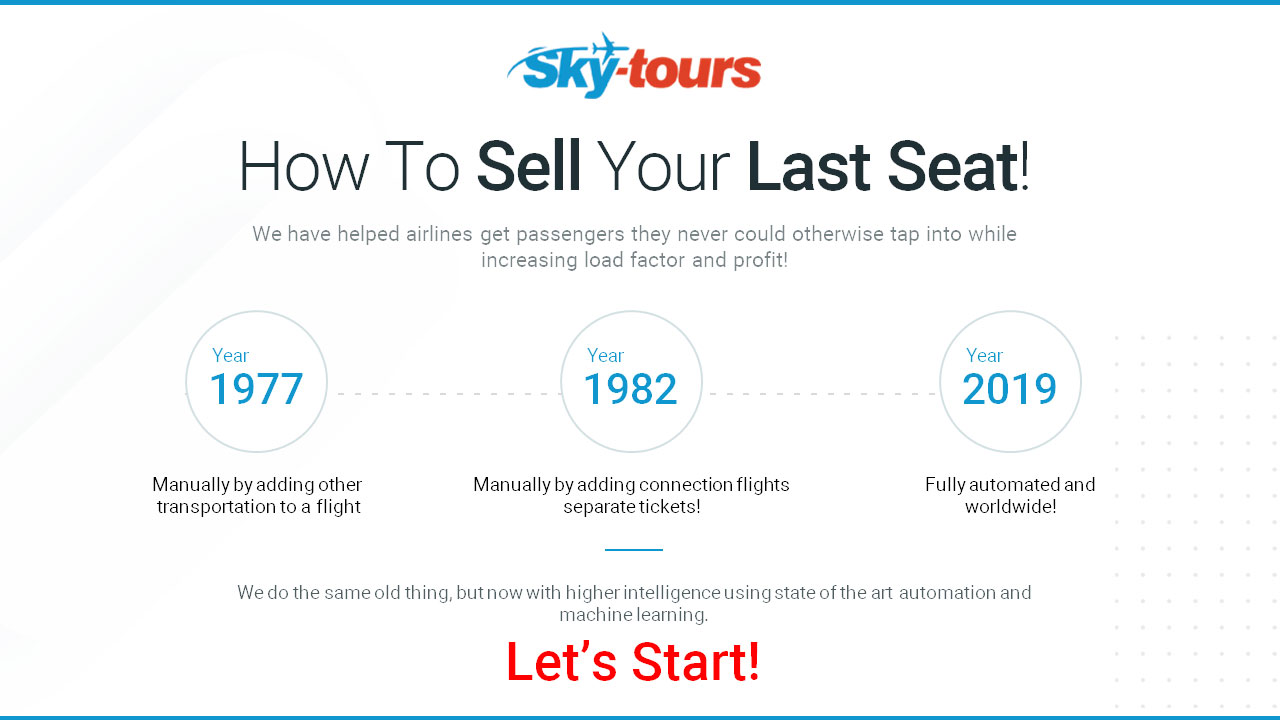 Sky-tours
How To Sell Your Last Seat!
We have helped airlines get passengers they never could otherwise tap into while
increasing load factor and profit!
Year
1977
Manually by adding other
transportation to a flight
Year
1982
Manually by adding connection flights
separate tickets!
Year
2019
Fully automated and
worldwide!
We do the same old thing, but now with higher intelligence using state of the art automation and
machine learning.
Let’s Start!